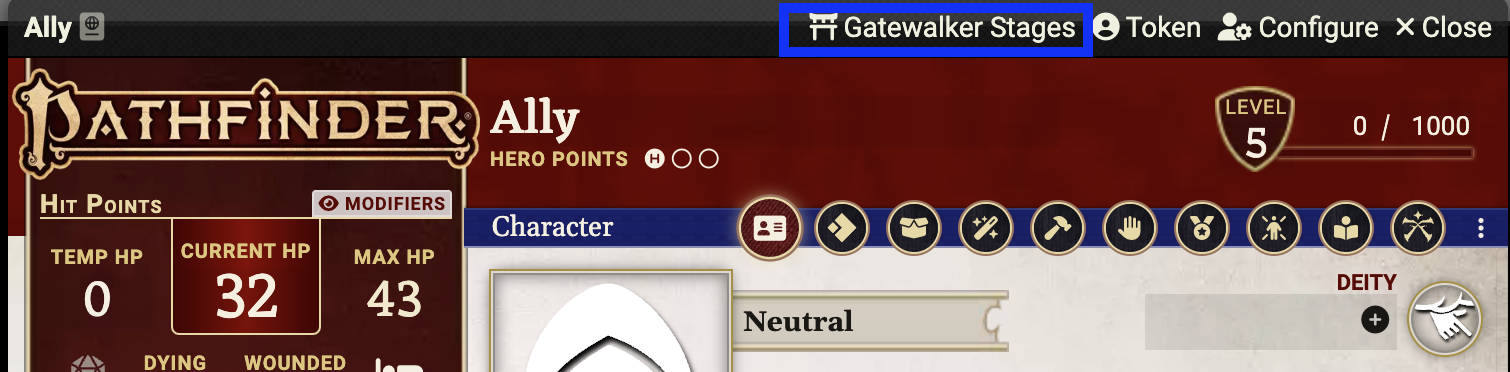 Ally Gatewalker Stages Token Configure Close
PATHFINDER
Ally
HERO POINTS H
LEVEL
5
0 / 1000
HIT POINTS MODIFIERS
Character
TEMP HP CURRENT HP MAX HP
0 32 43
DEITY
Neutral
DYING WOUNDED